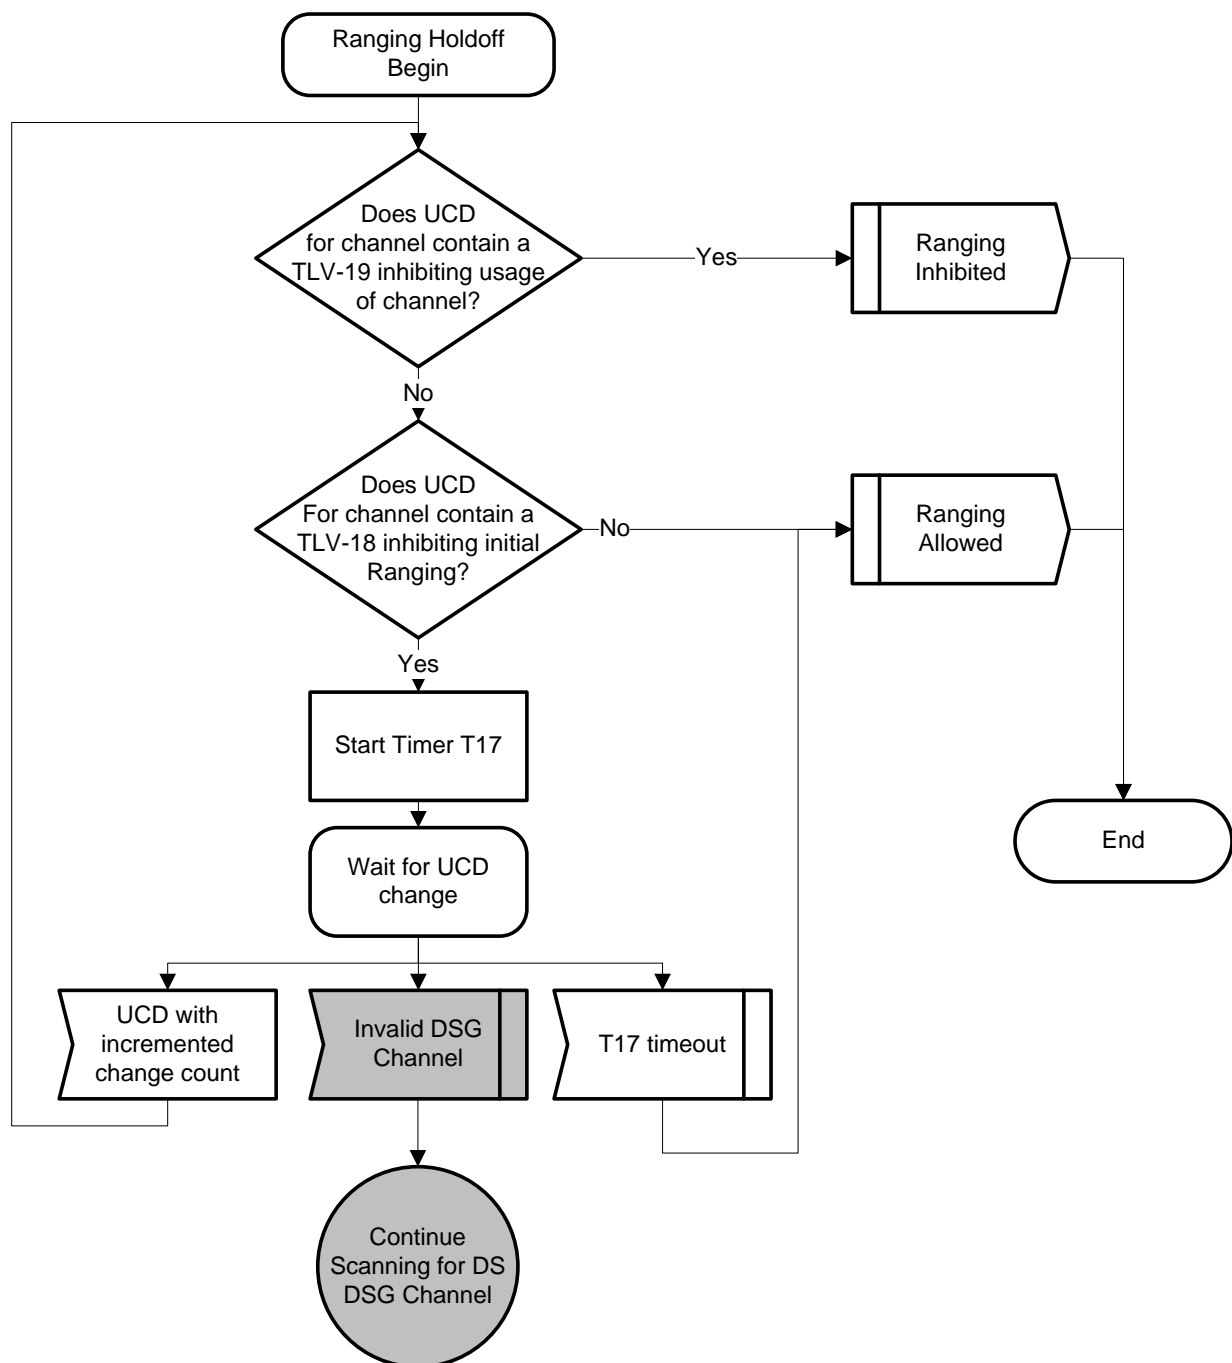 Ranging Holdoff
Begin
Does UCD
for channel contain a
TLV-19 inhibiting usage
of channel?
Yes
Ranging
Inhibited
No
Does UCD
For channel contain a
TLV-18 inhibiting initial
Ranging?
No
Ranging
Allowed
Yes
Start Timer T17
End
Wait for UCD
change
UCD with
incremented
change count
Invalid DSG
Channel
T17 timeout
Continue
Scanning for DS
DSG Channel